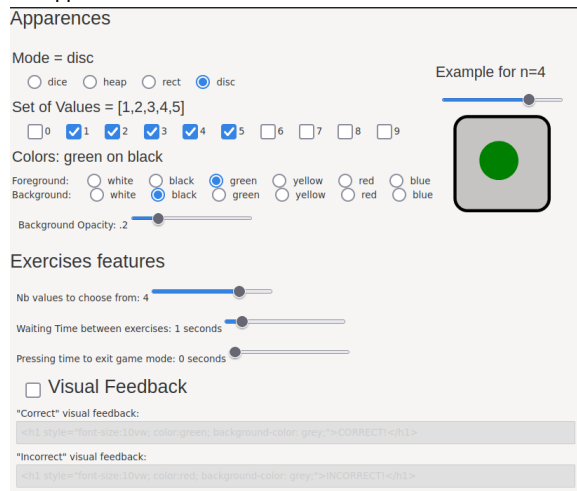 Apparences
Mode = disc
Example for n=4
dice heap rect disc
Set of Values = [1,2,3,4,5]
0 1 2 3 4 5 6 7 8 9
Colors: green on black
Foreground: white black green yellow red blue
Background: white black green yellow red blue
Background Opacity: .2
Exercises features
Nb values to choose from: 4
Waiting Time between exercises: 1 seconds
Pressing time to exit game mode: 0 seconds
Visual Feedback
"Correct" visual feedback:
<h1 style="font-size:10vw; color:green; background-color: grey;">CORRECT!</h1>
"Incorrect" visual feedback:
<h1 style="font-size:10vw; color:red; background-color: grey;">INCORRECT!</h1>